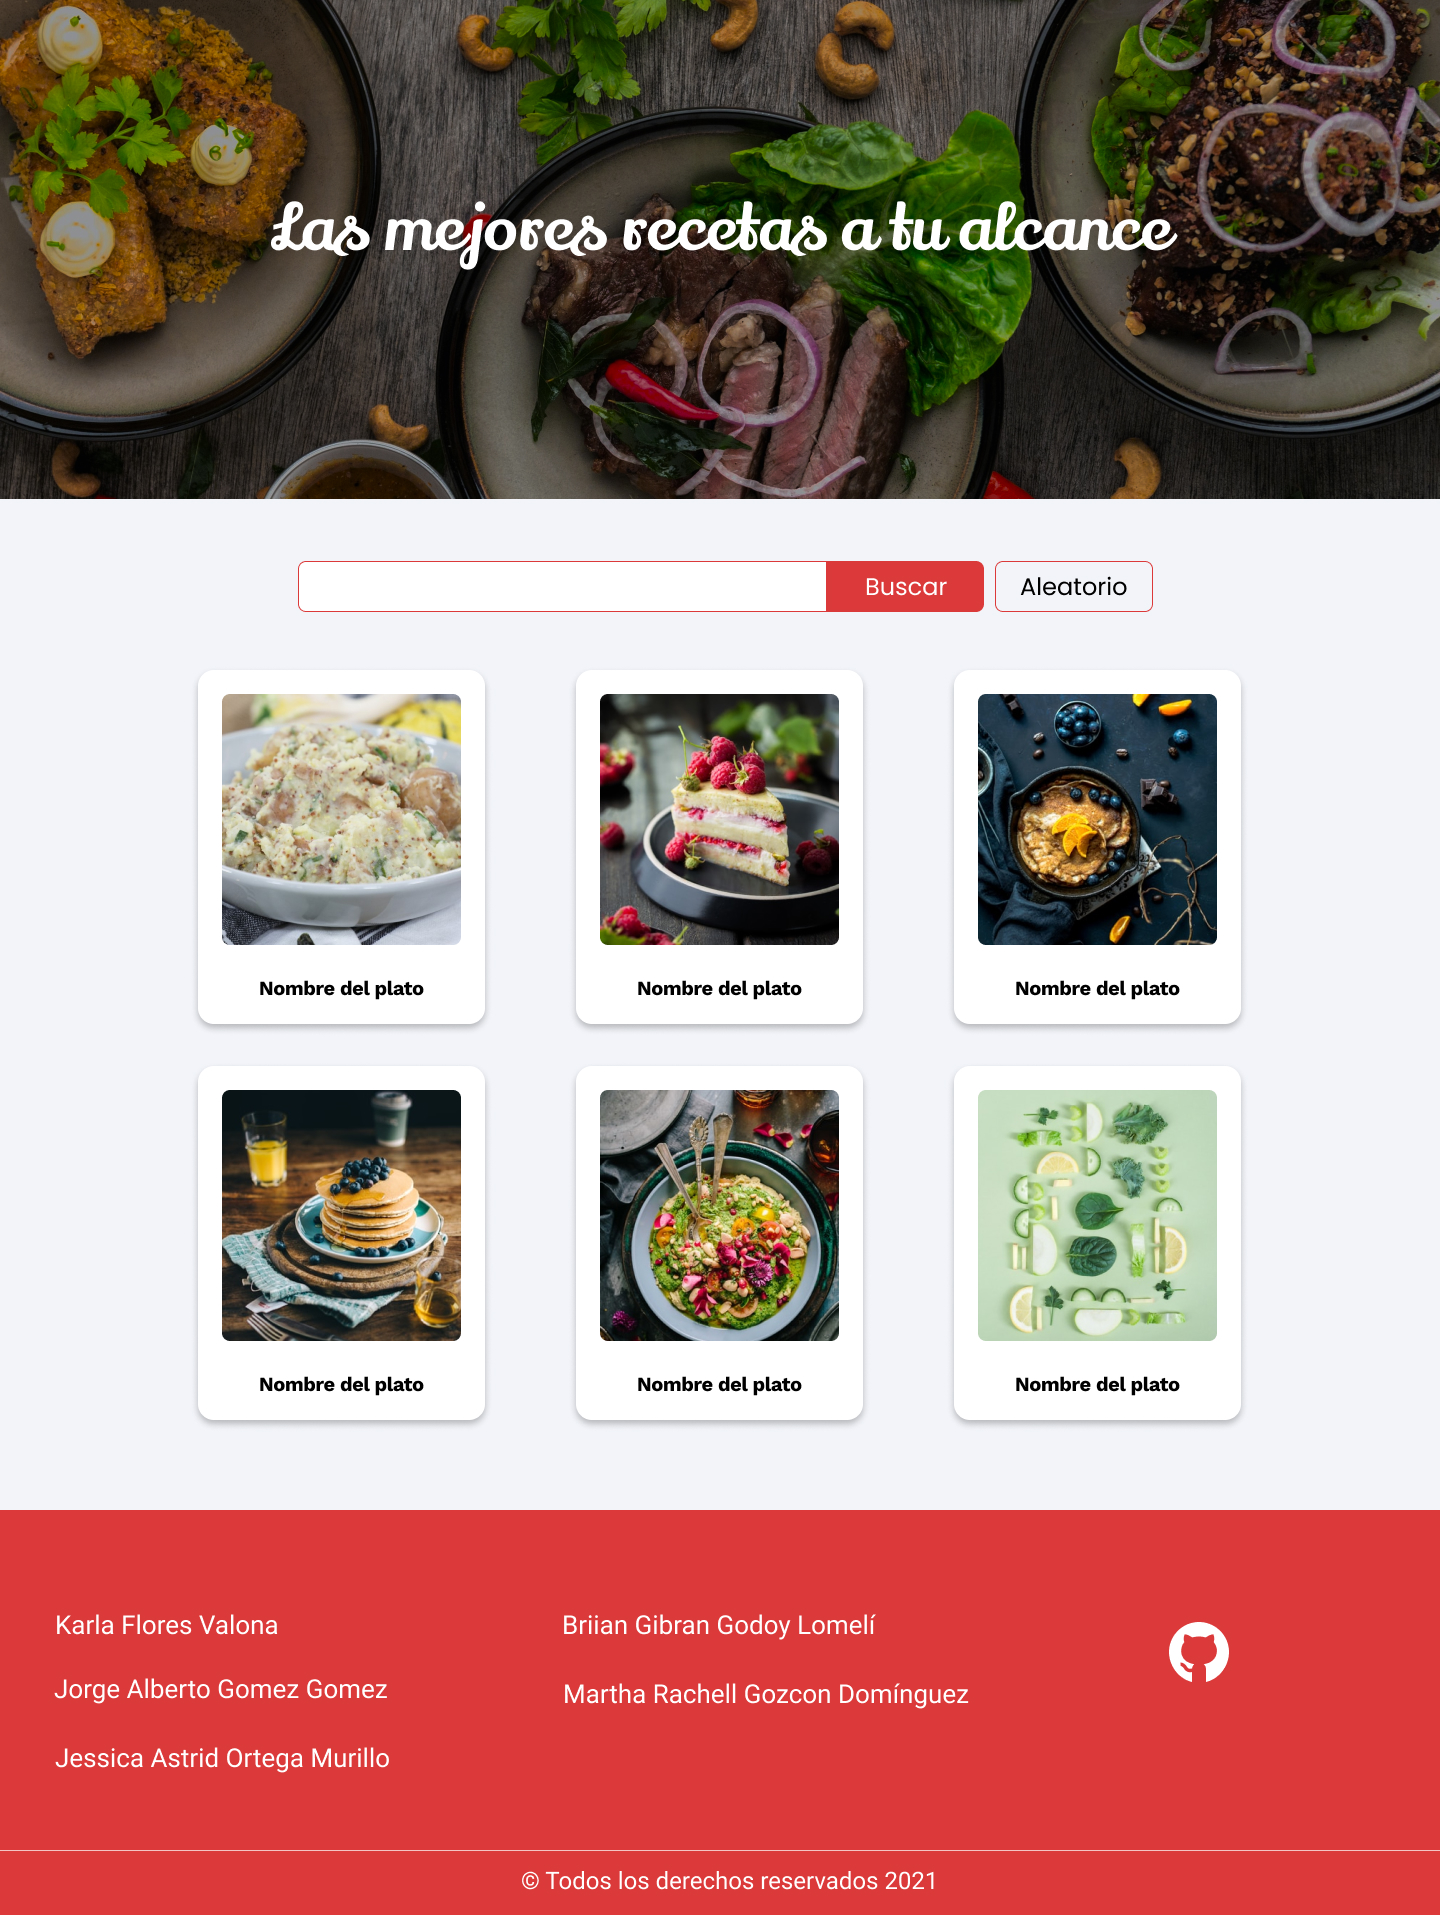 Las mejores recetas a tu alcance
Buscar
Aleatorio
Nombre del plato
Nombre del plato
Nombre del plato
Nombre del plato
Nombre del plato
Nombre del plato
Karla Flores Valona
Jorge Alberto Gomez Gomez
Jessica Astrid Ortega Murillo
Briian Gibran Godoy Lomelí
Martha Rachell Gozcon Domínguez
© Todos los derechos reservados 2021